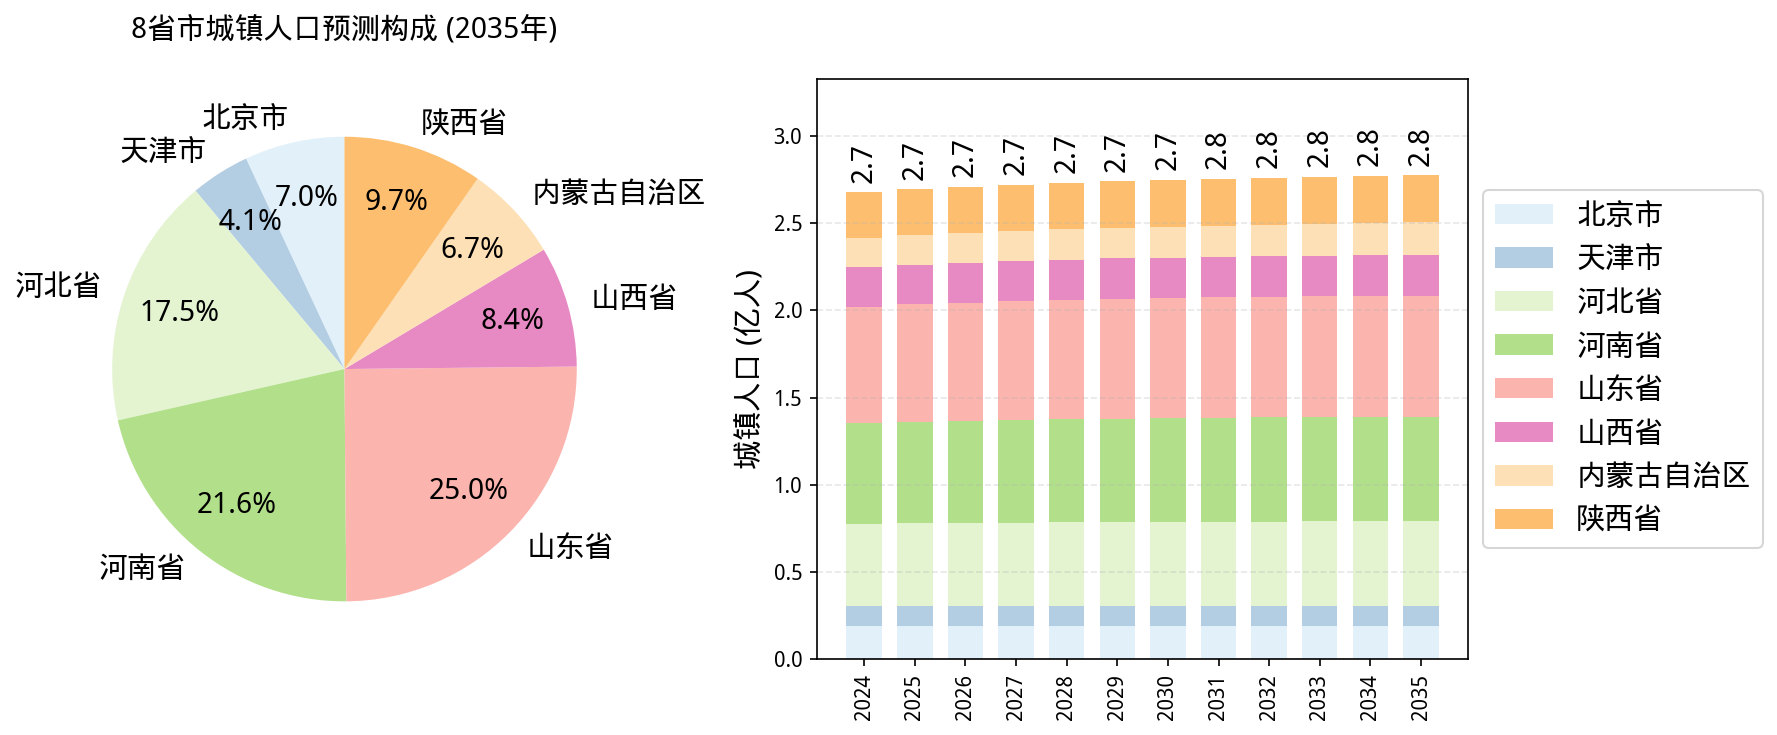 8省市城镇人口预测构成 (2035年)
北京市
天津市
河北省
河南省
山东省
山西省
内蒙古自治区
陕西省
7.0%
4.1%
17.5%
21.6%
25.0%
8.4%
6.7%
9.7%
城镇人口 (亿人)
3.0
2.5
2.0
1.5
1.0
0.5
0.0
2.7
2.7
2.7
2.7
2.7
2.7
2.7
2.8
2.8
2.8
2.8
2.8
2024
2025
2026
2027
2028
2029
2030
2031
2032
2033
2034
2035
北京市
天津市
河北省
河南省
山东省
山西省
内蒙古自治区
陕西省